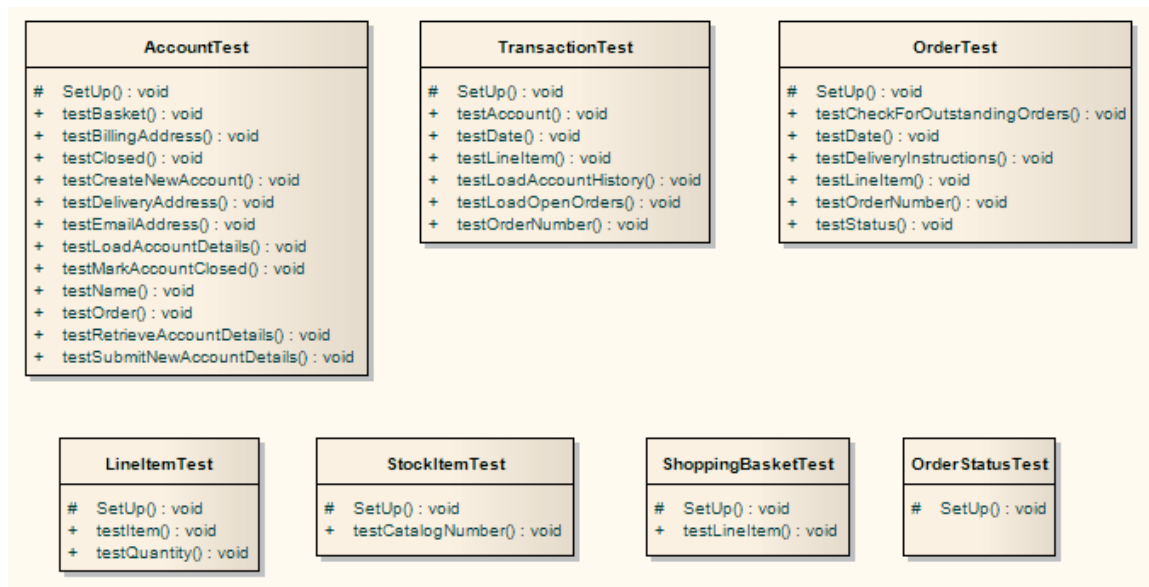 AccountTest
# SetUp() : void
+ testBasket() : void
+ testBillingAddress() : void
+ testClosed() : void
+ testCreateNewAccount() : void
+ testDeliveryAddress() : void
+ testEmailAddress() : void
+ testLoadAccountDetails() : void
+ testMarkAccountClosed() : void
+ testName() : void
+ testOrder() : void
+ testRetrieveAccountDetails() : void
+ testSubmitNewAccountDetails() : void
TransactionTest
# SetUp() : void
+ testAccount() : void
+ testDate() : void
+ testLineItem() : void
+ testLoadAccountHistory() : void
+ testLoadOpenOrders() : void
+ testOrderNumber() : void
OrderTest
# SetUp() : void
+ testCheckForOutstandingOrders() : void
+ testDate() : void
+ testDeliveryInstructions() : void
+ testLineItem() : void
+ testOrderNumber() : void
+ testStatus() : void
LineItemTest
# SetUp() : void
+ testItem() : void
+ testQuantity() : void
StockItemTest
# SetUp() : void
+ testCatalogNumber() : void
ShoppingBasketTest
# SetUp() : void
+ testLineItem() : void
OrderStatusTest
# SetUp() : void